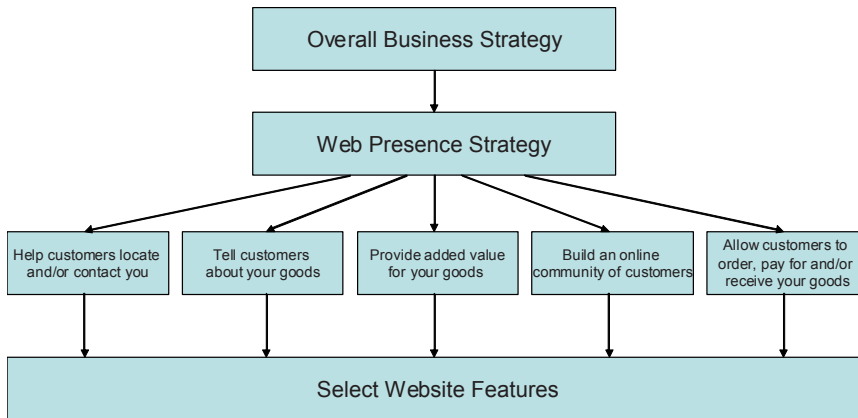 Overall Business Strategy
Web Presence Strategy
Help customers locate
and/or contact you
Tell customers
about your goods
Provide added value
for your goods
Build an online
community of customers
Allow customers to
order, pay for and/or
receive your goods
Select Website Features